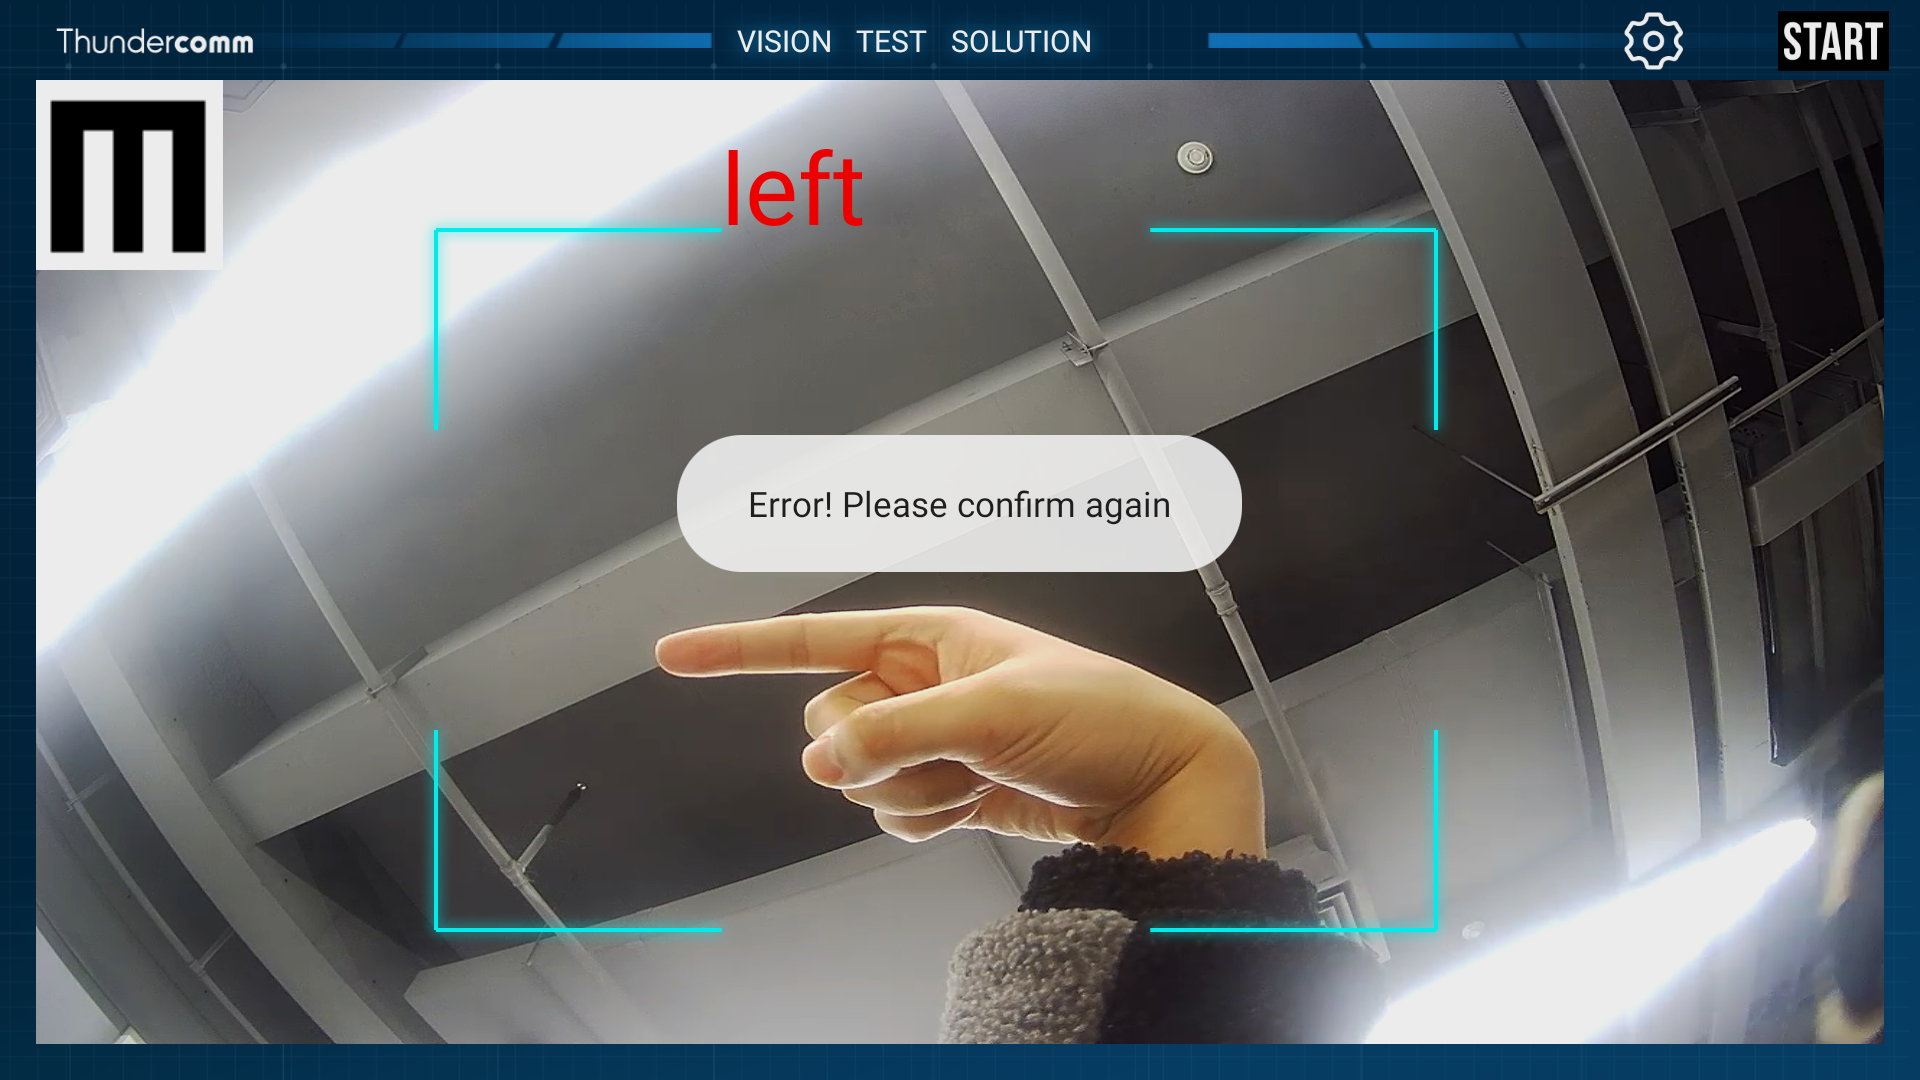 Thundercomm
VISION TEST SOLUTION
START
left
Error! Please confirm again